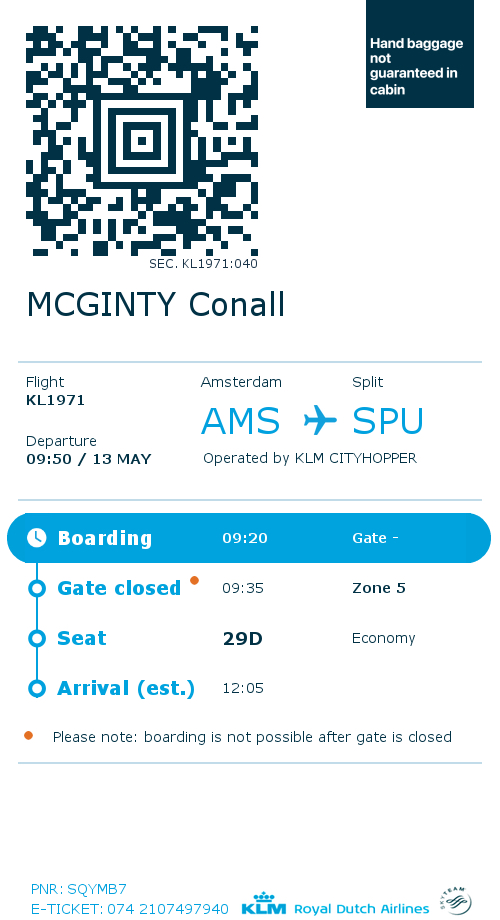 Hand baggage
not
guaranteed in
cabin
SEC. KL1971:040
MCGINTY Conall
Flight
KL1971
Amsterdam Split
AMS SPU
Departure
09:50 / 13 MAY
Operated by KLM CITYHOPPER
Boarding 09:20 Gate -
Gate closed 09:35 Zone 5
Seat 29D Economy
Arrival (est.) 12:05
Please note: boarding is not possible after gate is closed
PNR: SQYMB7
E-TICKET: 074 2107497940
KLM Royal Dutch Airlines
SKYTEAM